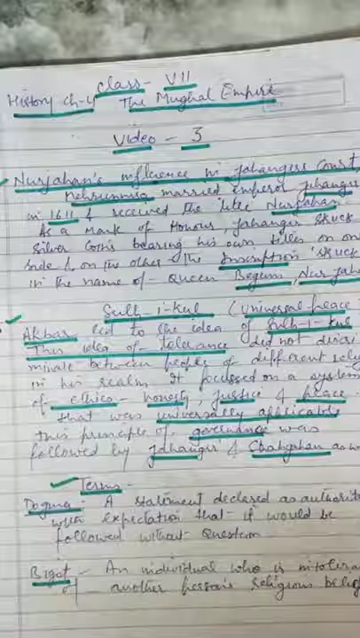 Class - VII
History ch-4 The Mughal Empire
Video - 3
Nurjahan's influence in Jahangir's Court
Mehrunnisa married emperor Jahangir
in 1611 & received the title Nurjahan
As a mark of Honour, Jahangir struck
Silver Coins bearing his own titles on one
side & on the other the Inscription 'struck
in the name of Queen Begum, Nur Jaha
Sulh-i-kul (Universal peace
Akbar led to the idea of Sulh-i-kul
This idea of tolerance did not discri
minate between people of different relig
in his realm. It focussed on a system
of ethics - honesty, justice & peace
that was universally applicable
this principle of governance was
followed by Jahangir & Shahjahan as w
Terms -
Dogma - A statement declared as authorita
with expectation that it would be
followed without question
Bigot - An individual who is intolera
of another person's religious belief